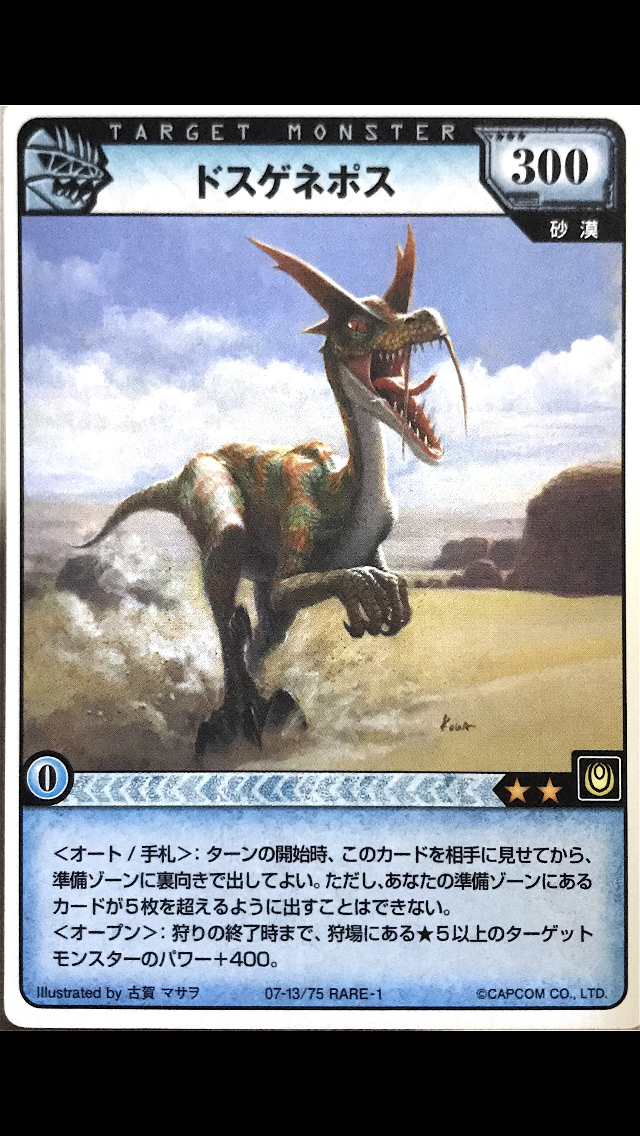 TARGET MONSTER
ドスゲネポス
300
砂漠
Koga
0
★★
<オート / 手札>: ターンの開始時、このカードを相手に見せてから、
準備ゾーンに裏向きで出してよい。ただし、あなたの準備ゾーンにある
カードが5枚を超えるように出すことはできない。
<オープン>: 狩りの終了時まで、狩場にある★5以上のターゲット
モンスターのパワー+400。
Illustrated by 古賀 マサヲ 07-13/75 RARE-1 ©CAPCOM CO., LTD.